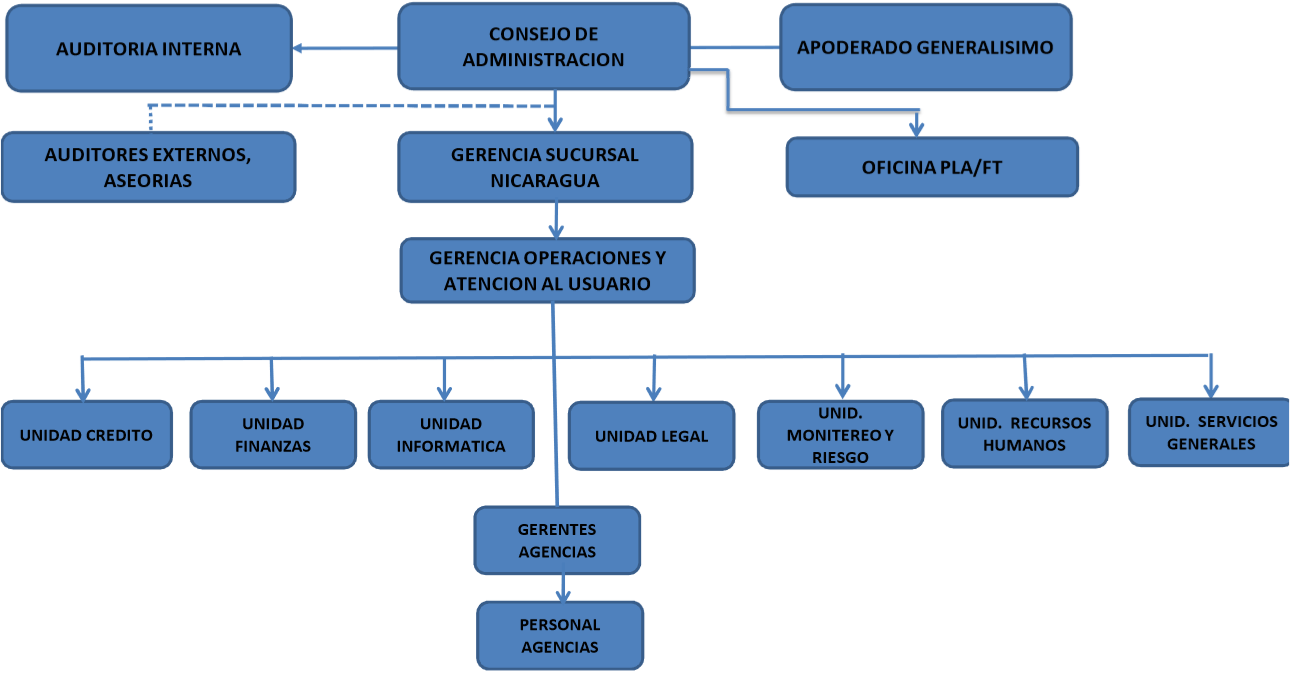 AUDITORIA INTERNA
CONSEJO DE
ADMINISTRACION
APODERADO GENERALISIMO
AUDITORES EXTERNOS,
ASEORIAS
GERENCIA SUCURSAL
NICARAGUA
OFICINA PLA/FT
GERENCIA OPERACIONES Y
ATENCION AL USUARIO
UNIDAD CREDITO
UNIDAD
FINANZAS
UNIDAD
INFORMATICA
UNIDAD LEGAL
UNID.
MONITEREO Y
RIESGO
UNID. RECURSOS
HUMANOS
UNID. SERVICIOS
GENERALES
GERENTES
AGENCIAS
PERSONAL
AGENCIAS